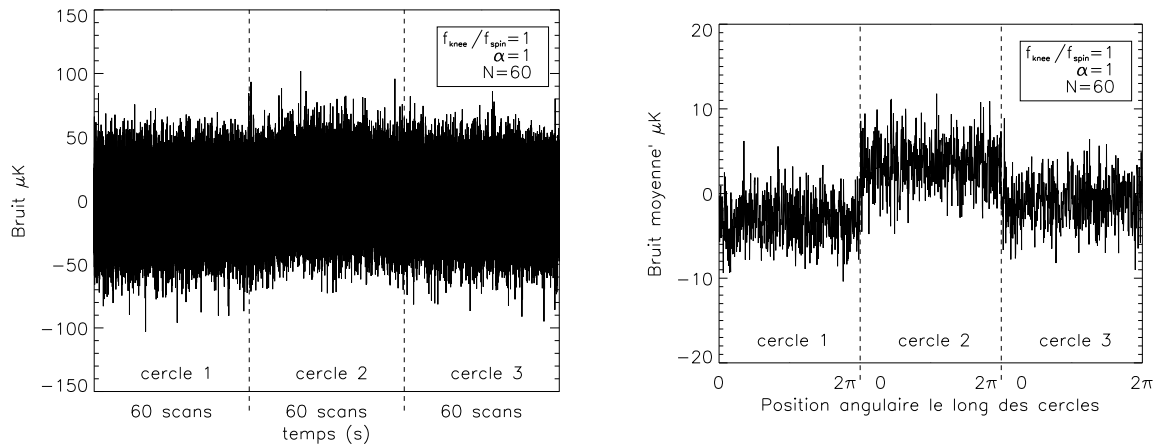 150
100
50
0
−50
−100
−150
Bruit μK
f_knee/f_spin=1
α=1
N=60
cercle 1 cercle 2 cercle 3
60 scans 60 scans 60 scans
temps (s)
20
10
0
−10
−20
Bruit moyenne' μK
f_knee/f_spin=1
α=1
N=60
cercle 1 cercle 2 cercle 3
0 2π' 0 2π' 0 2π
Position angulaire le long des cercles